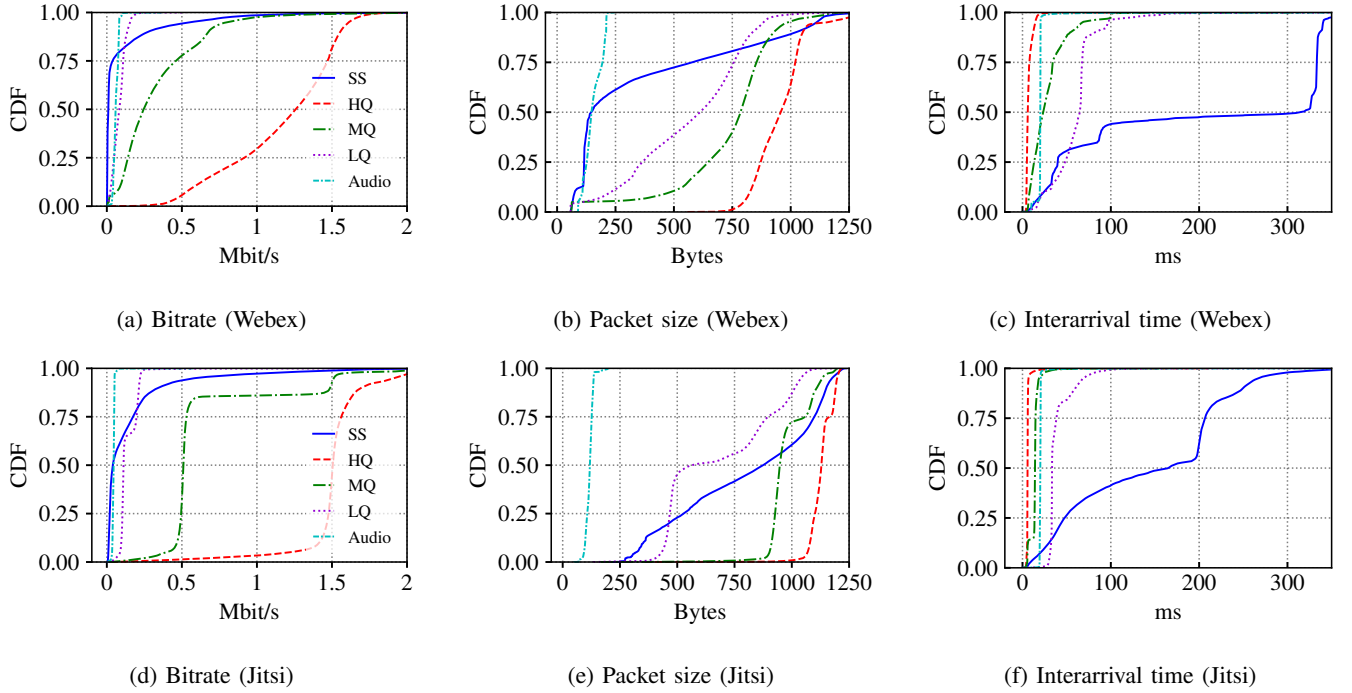 1.00
0.75
0.50
0.25
0.00
CDF
0 0.5 1 1.5 2
Mbit/s
SS
HQ
MQ
LQ
Audio
(a) Bitrate (Webex)
1.00
0.75
0.50
0.25
0.00
CDF
0 250 500 750 1000 1250
Bytes
(b) Packet size (Webex)
1.00
0.75
0.50
0.25
0.00
CDF
0 100 200 300
ms
(c) Interarrival time (Webex)
1.00
0.75
0.50
0.25
0.00
CDF
0 0.5 1 1.5 2
Mbit/s
SS
HQ
MQ
LQ
Audio
(d) Bitrate (Jitsi)
1.00
0.75
0.50
0.25
0.00
CDF
0 250 500 750 1000 1250
Bytes
(e) Packet size (Jitsi)
1.00
0.75
0.50
0.25
0.00
CDF
0 100 200 300
ms
(f) Interarrival time (Jitsi)